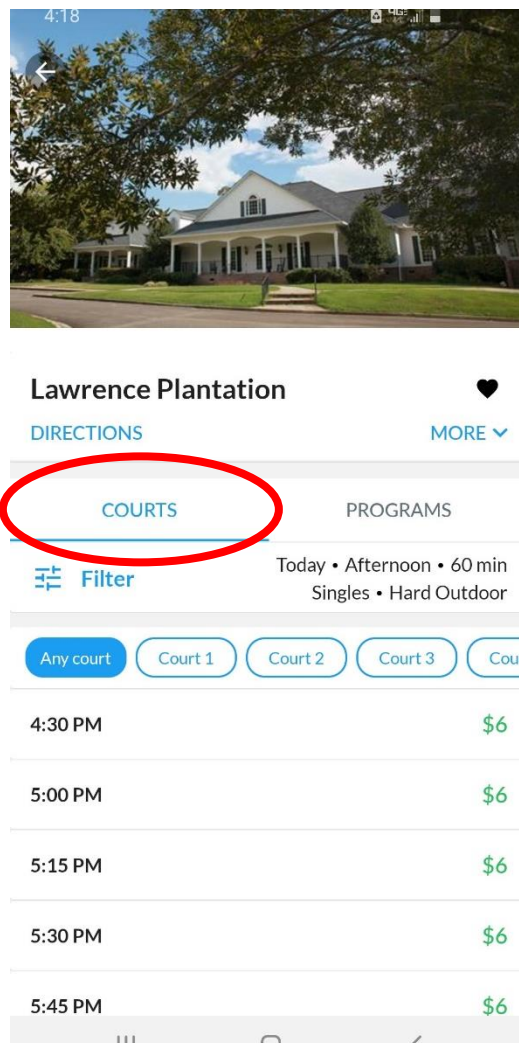 4:18
Lawrence Plantation
DIRECTIONS MORE
COURTS PROGRAMS
Filter
Today • Afternoon • 60 min
Singles • Hard Outdoor
Any court Court 1 Court 2 Court 3 Cou
4:30 PM $6
5:00 PM $6
5:15 PM $6
5:30 PM $6
5:45 PM $6